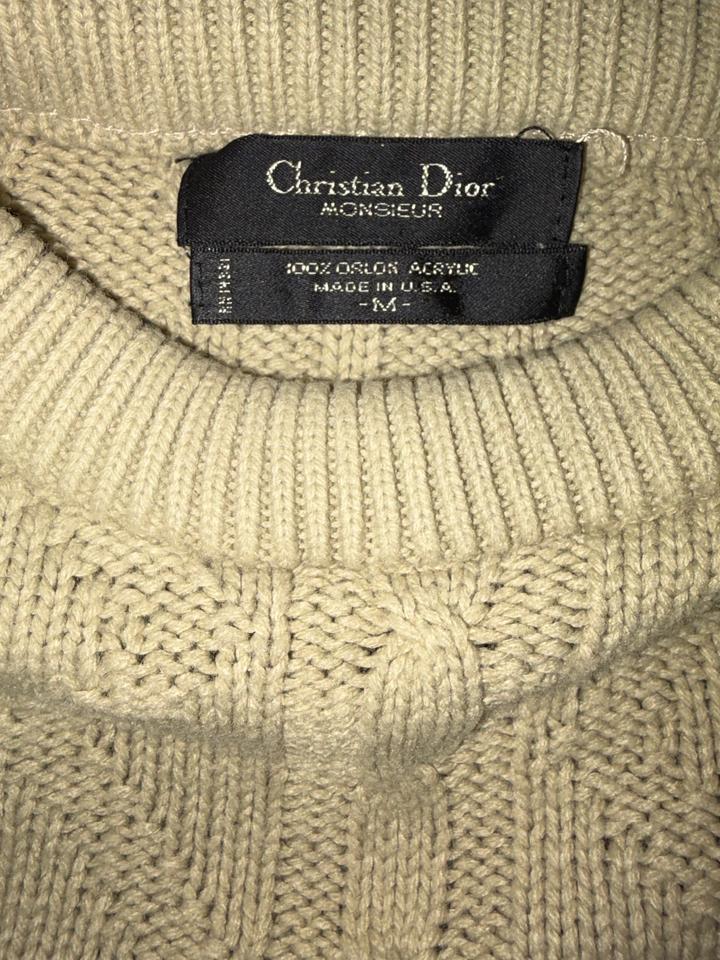 Christian Dior
MONSIEUR
100% ORLON ACRYLIC
MADE IN U.S.A.
-M-